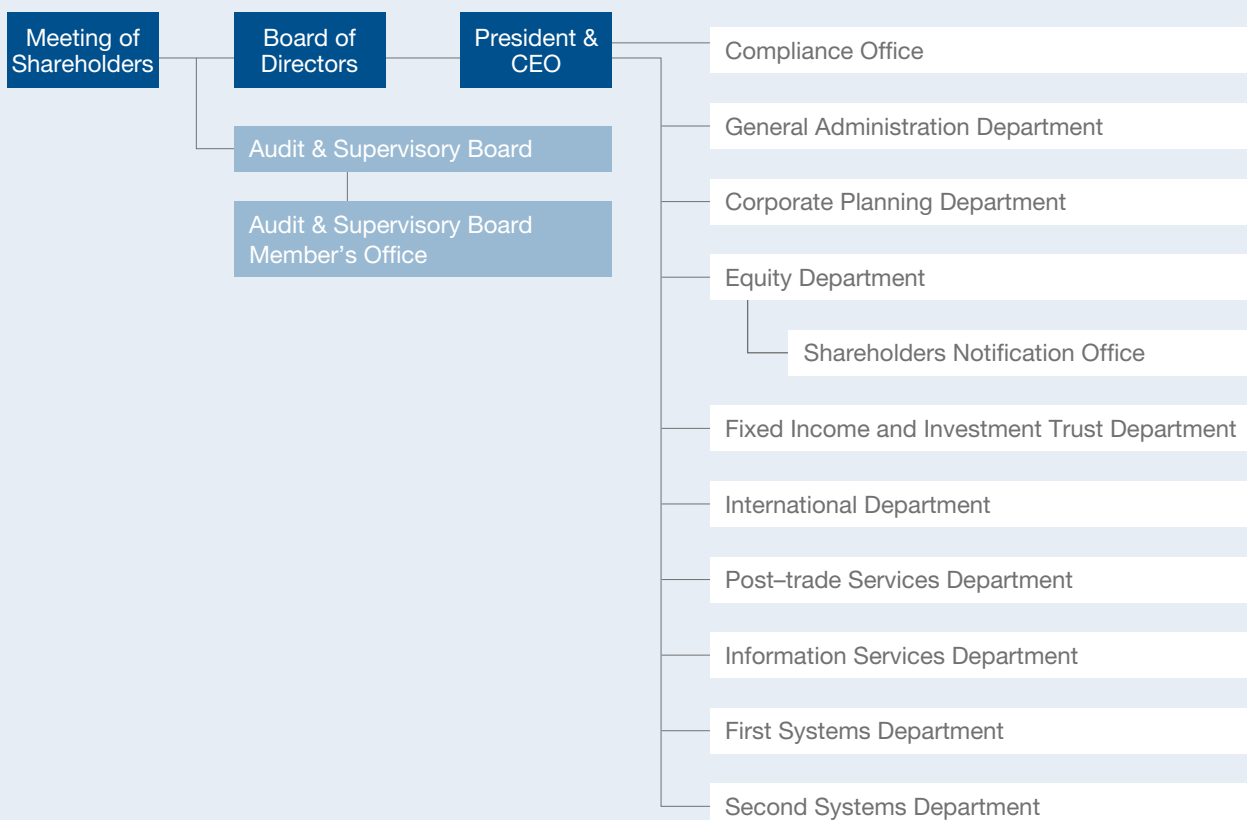 Meeting of
Shareholders
Board of
Directors
President &
CEO
Audit & Supervisory Board
Audit & Supervisory Board
Member’s Office
Compliance Office
General Administration Department
Corporate Planning Department
Equity Department
Shareholders Notification Office
Fixed Income and Investment Trust Department
International Department
Post–trade Services Department
Information Services Department
First Systems Department
Second Systems Department